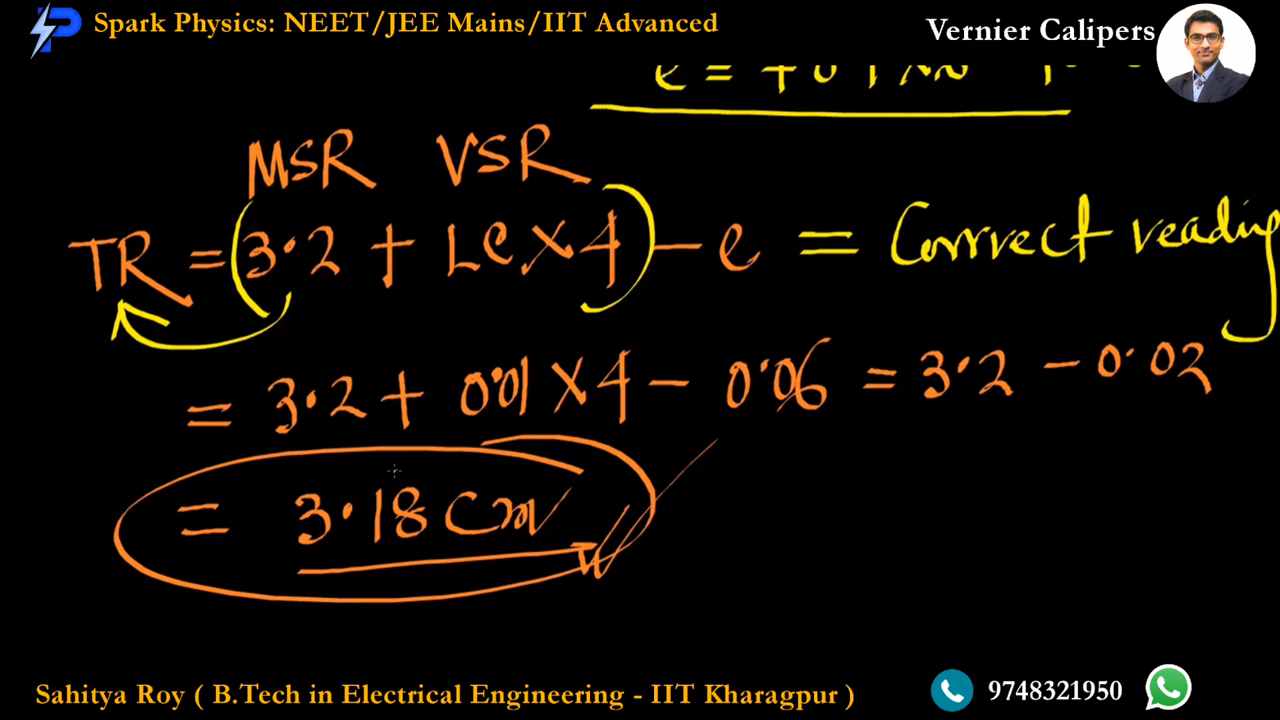 Spark Physics: NEET/JEE Mains/IIT Advanced
Vernier Calipers
MSR VSR
TR = (3.2 + LC × 4) - e = Correct reading
= 3.2 + 0.01 × 4 - 0.06 = 3.2 - 0.02
= 3.18 cm
Sahitya Roy ( B.Tech in Electrical Engineering - IIT Kharagpur )
9748321950